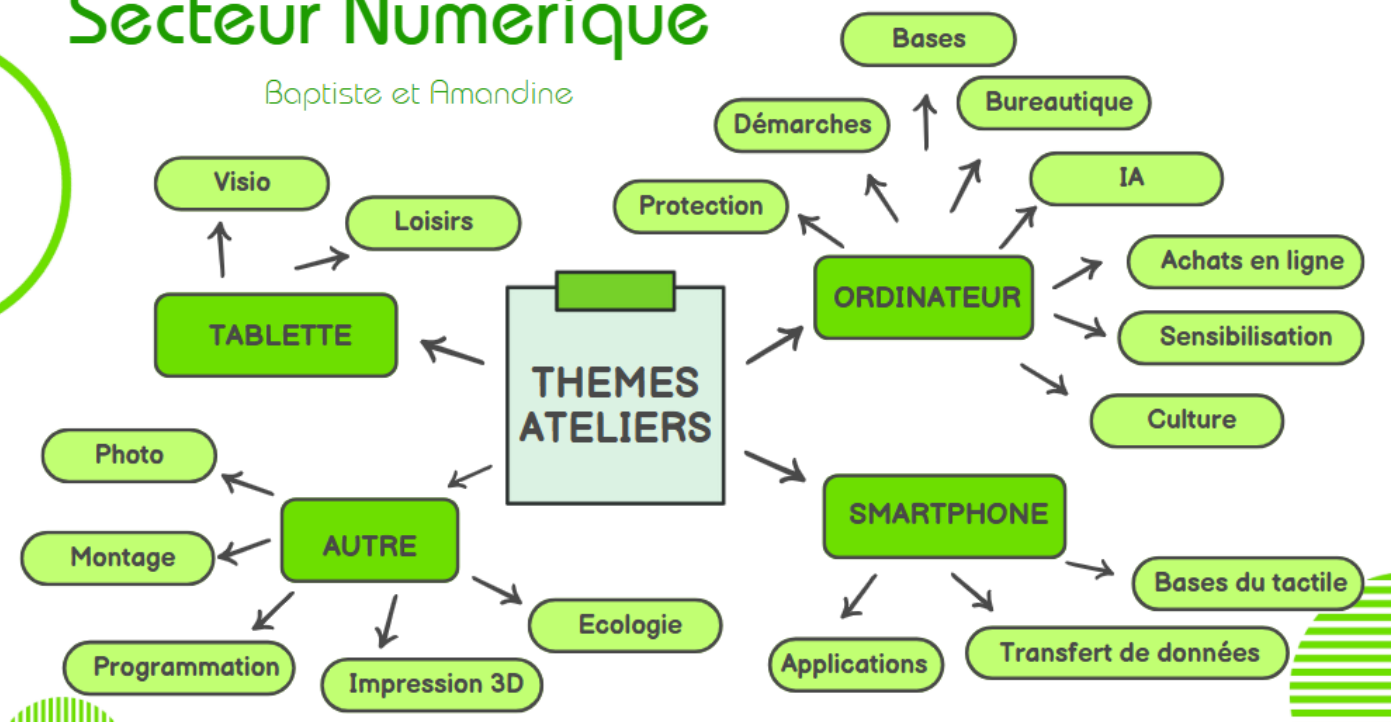 Secteur Numérique
Baptiste et Amandine
Bases
Bureautique
Démarches
IA
Protection
Visio
Loisirs
Achats en ligne
ORDINATEUR
Sensibilisation
TABLETTE
THEMES
ATELIERS
Culture
Photo
SMARTPHONE
AUTRE
Montage
Bases du tactile
Ecologie
Transfert de données
Applications
Programmation
Impression 3D